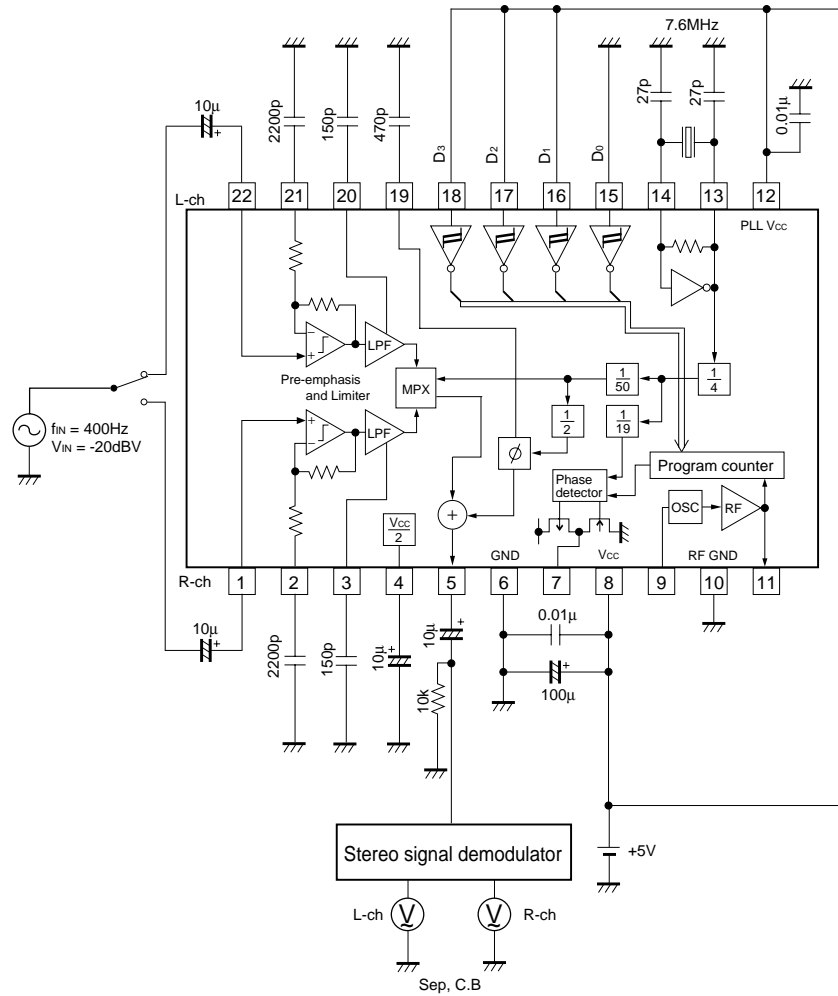 7.6MHz
10μ
+
2200p
150p
470p
D3
D2
D1
D0
27p
27p
0.01μ
L-ch
22
21
20
19
18
17
16
15
14
13
12
PLL VCC
−
+
LPF
Pre-emphasis
and Limiter
MPX
1/50
1/4
1/2
1/19
fIN = 400Hz
VIN = -20dBV
+
−
LPF
ϕ
Program counter
Phase
detector
+
VCC/2
OSC
RF
GND
VCC
RF GND
R-ch
1
2
3
4
5
6
7
8
9
10
11
10μ
+
2200p
150p
10μ
+
10μ
+
10k
0.01μ
+
100μ
+5V
Stereo signal demodulator
L-ch
V
V
R-ch
Sep, C.B